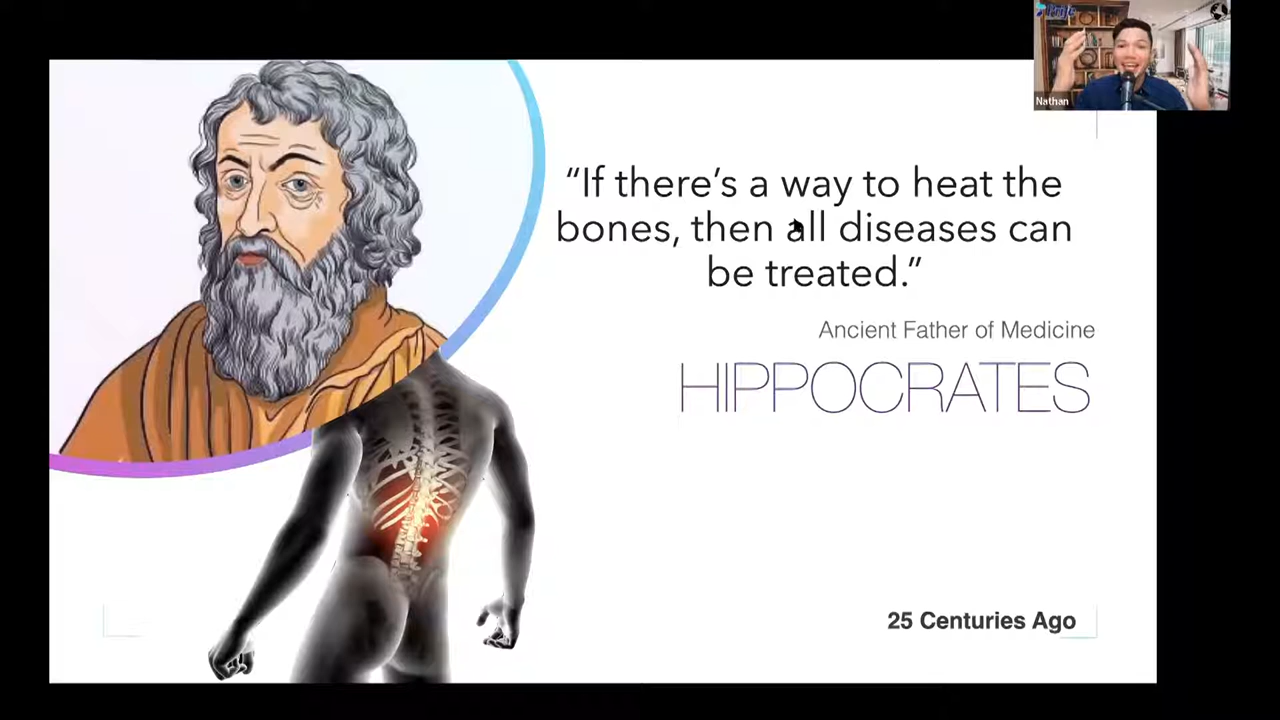 Nathan
“If there’s a way to heat the
bones, then all diseases can
be treated.”
Ancient Father of Medicine
HIPPOCRATES
25 Centuries Ago